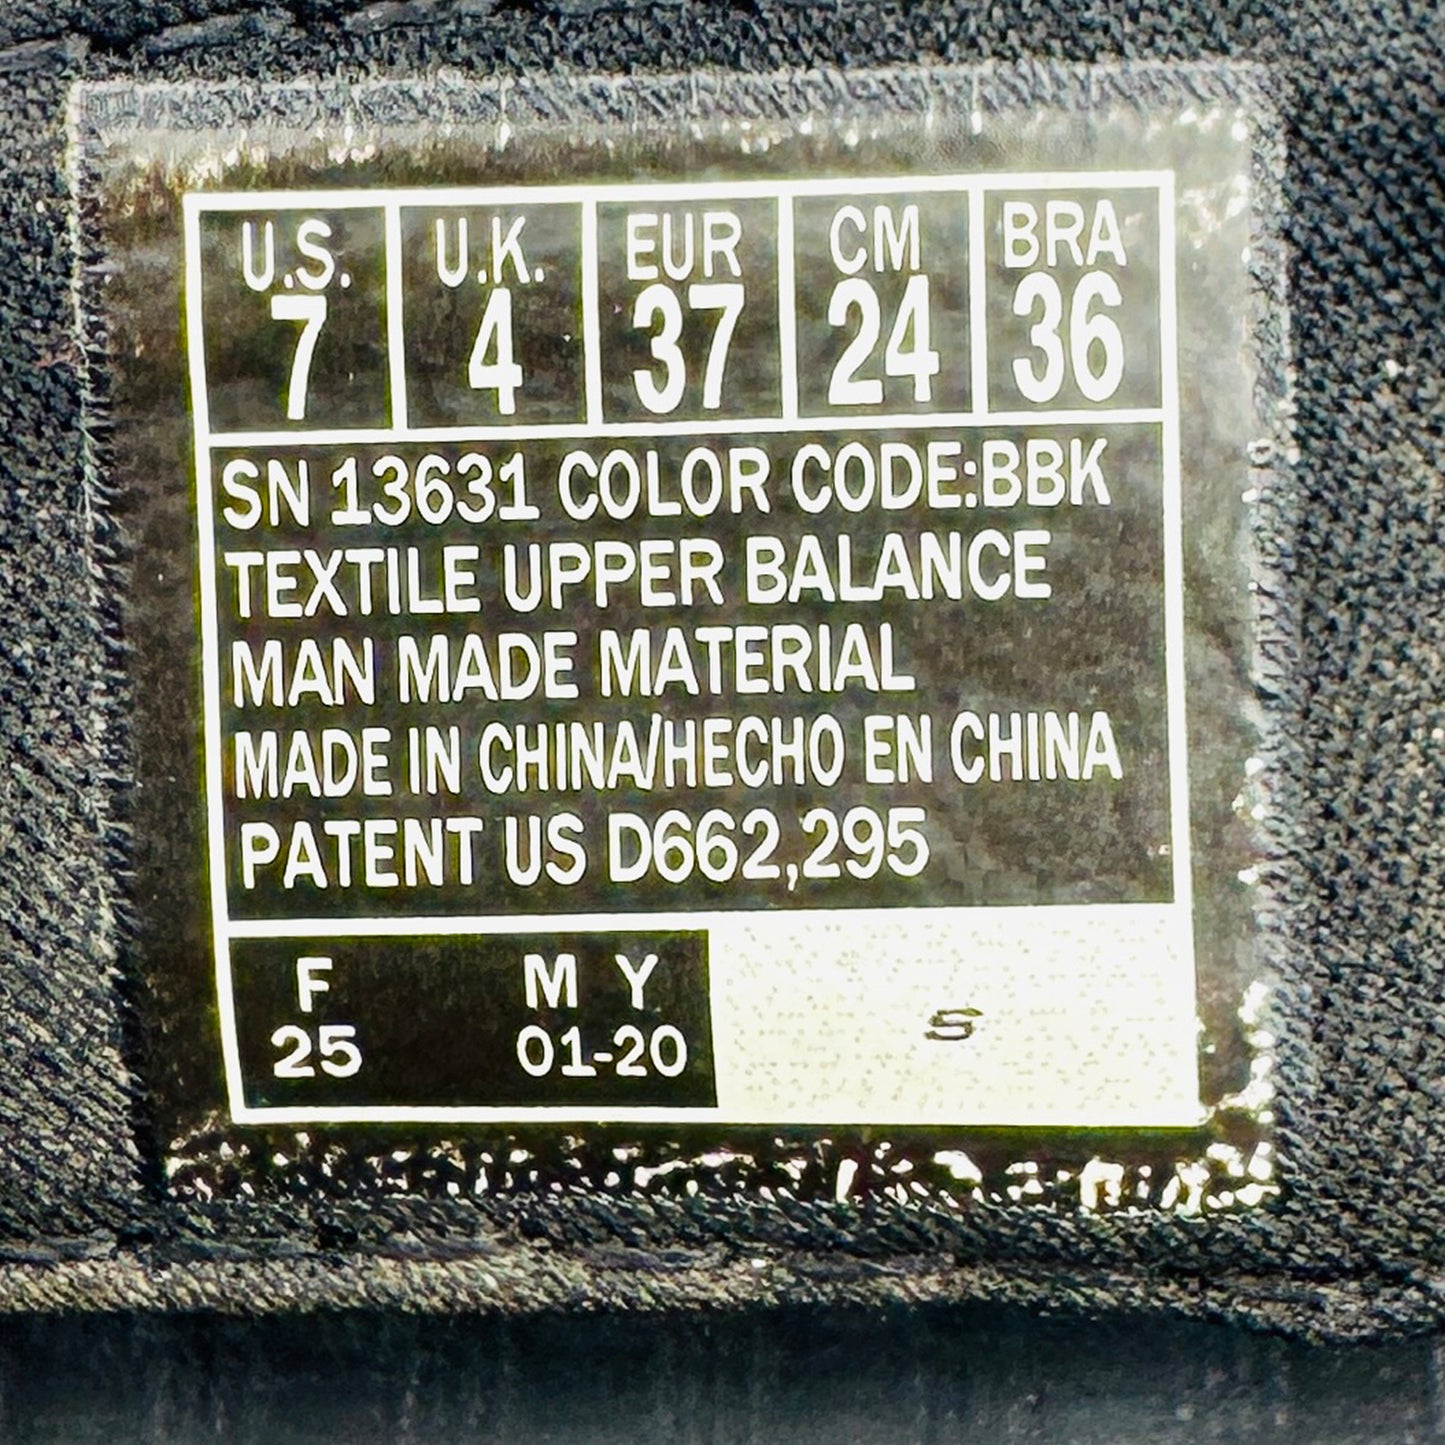 U.S. U.K. EUR CM BRA
7 4 37 24 36
SN 13631 COLOR CODE:BBK
TEXTILE UPPER BALANCE
MAN MADE MATERIAL
MADE IN CHINA/HECHO EN CHINA
PATENT US D662,295
F M Y
25 01-20
S